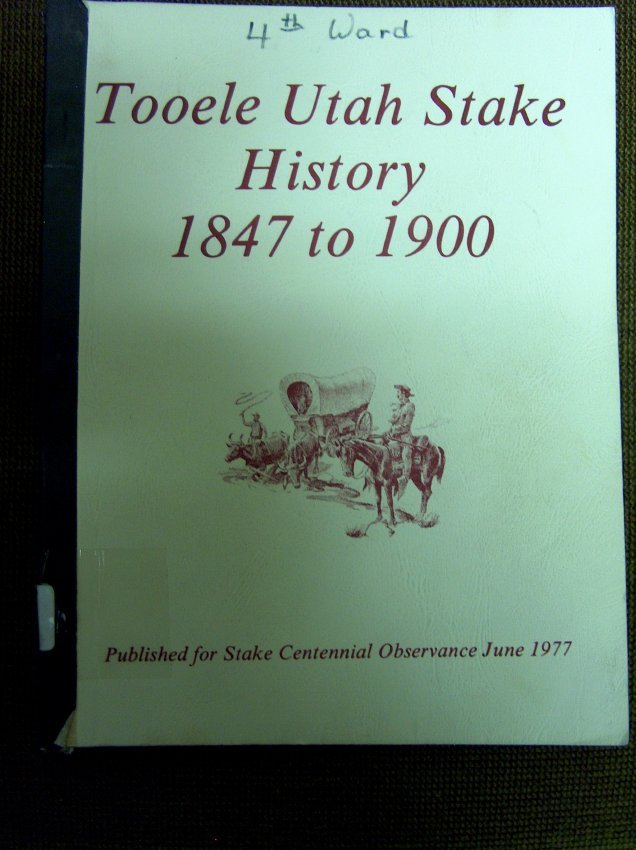 4th Ward
Tooele Utah Stake
History
1847 to 1900
Published for Stake Centennial Observance June 1977